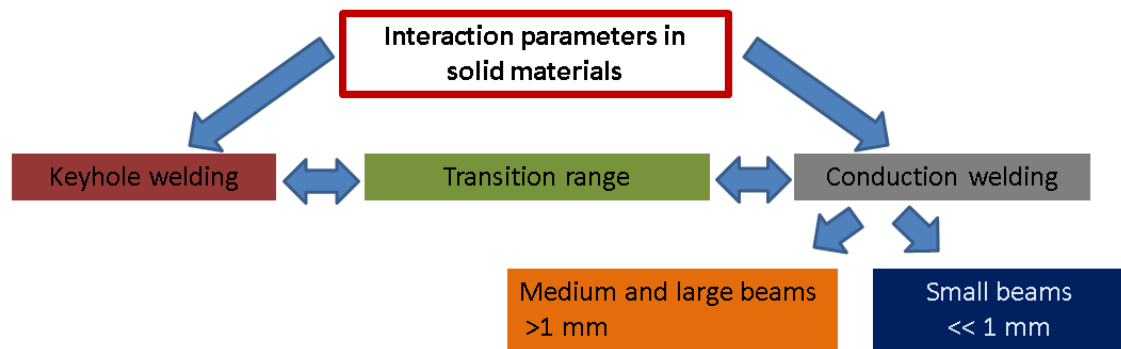 Interaction parameters in
solid materials
Keyhole welding
Transition range
Conduction welding
Medium and large beams
>1 mm
Small beams
<< 1 mm